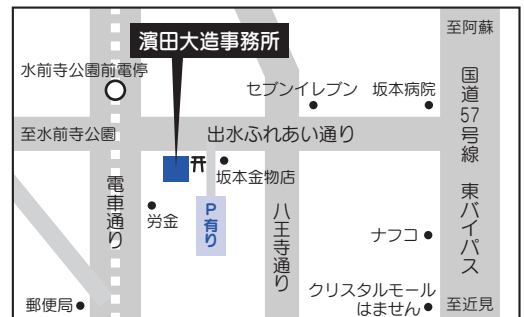 濱田大造事務所
至阿蘇
水前寺公園前電停
セブンイレブン
坂本病院
国道57号線 東バイパス
至水前寺公園
出水ふれあい通り
坂本金物店
電車通り
労金
P有り
八王寺通り
ナフコ
クリスタルモール
はません
郵便局
至近見